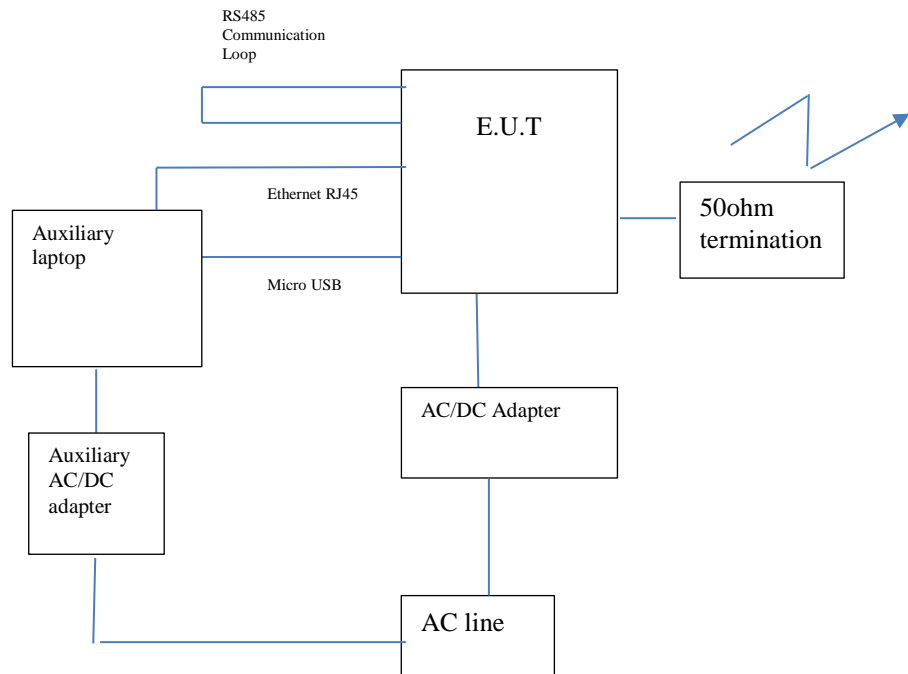 RS485
Communication
Loop
E.U.T
Ethernet RJ45
50ohm
termination
Auxiliary
laptop
Micro USB
AC/DC Adapter
Auxiliary
AC/DC
adapter
AC line